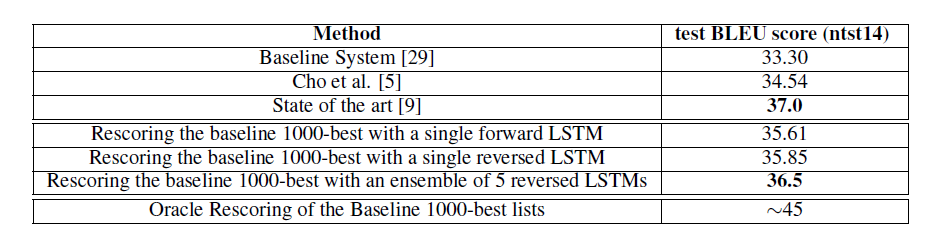 Method test BLEU score (ntst14)
Baseline System [29] 33.30
Cho et al. [5] 34.54
State of the art [9] 37.0
Rescoring the baseline 1000-best with a single forward LSTM 35.61
Rescoring the baseline 1000-best with a single reversed LSTM 35.85
Rescoring the baseline 1000-best with an ensemble of 5 reversed LSTMs 36.5
Oracle Rescoring of the Baseline 1000-best lists ∼45